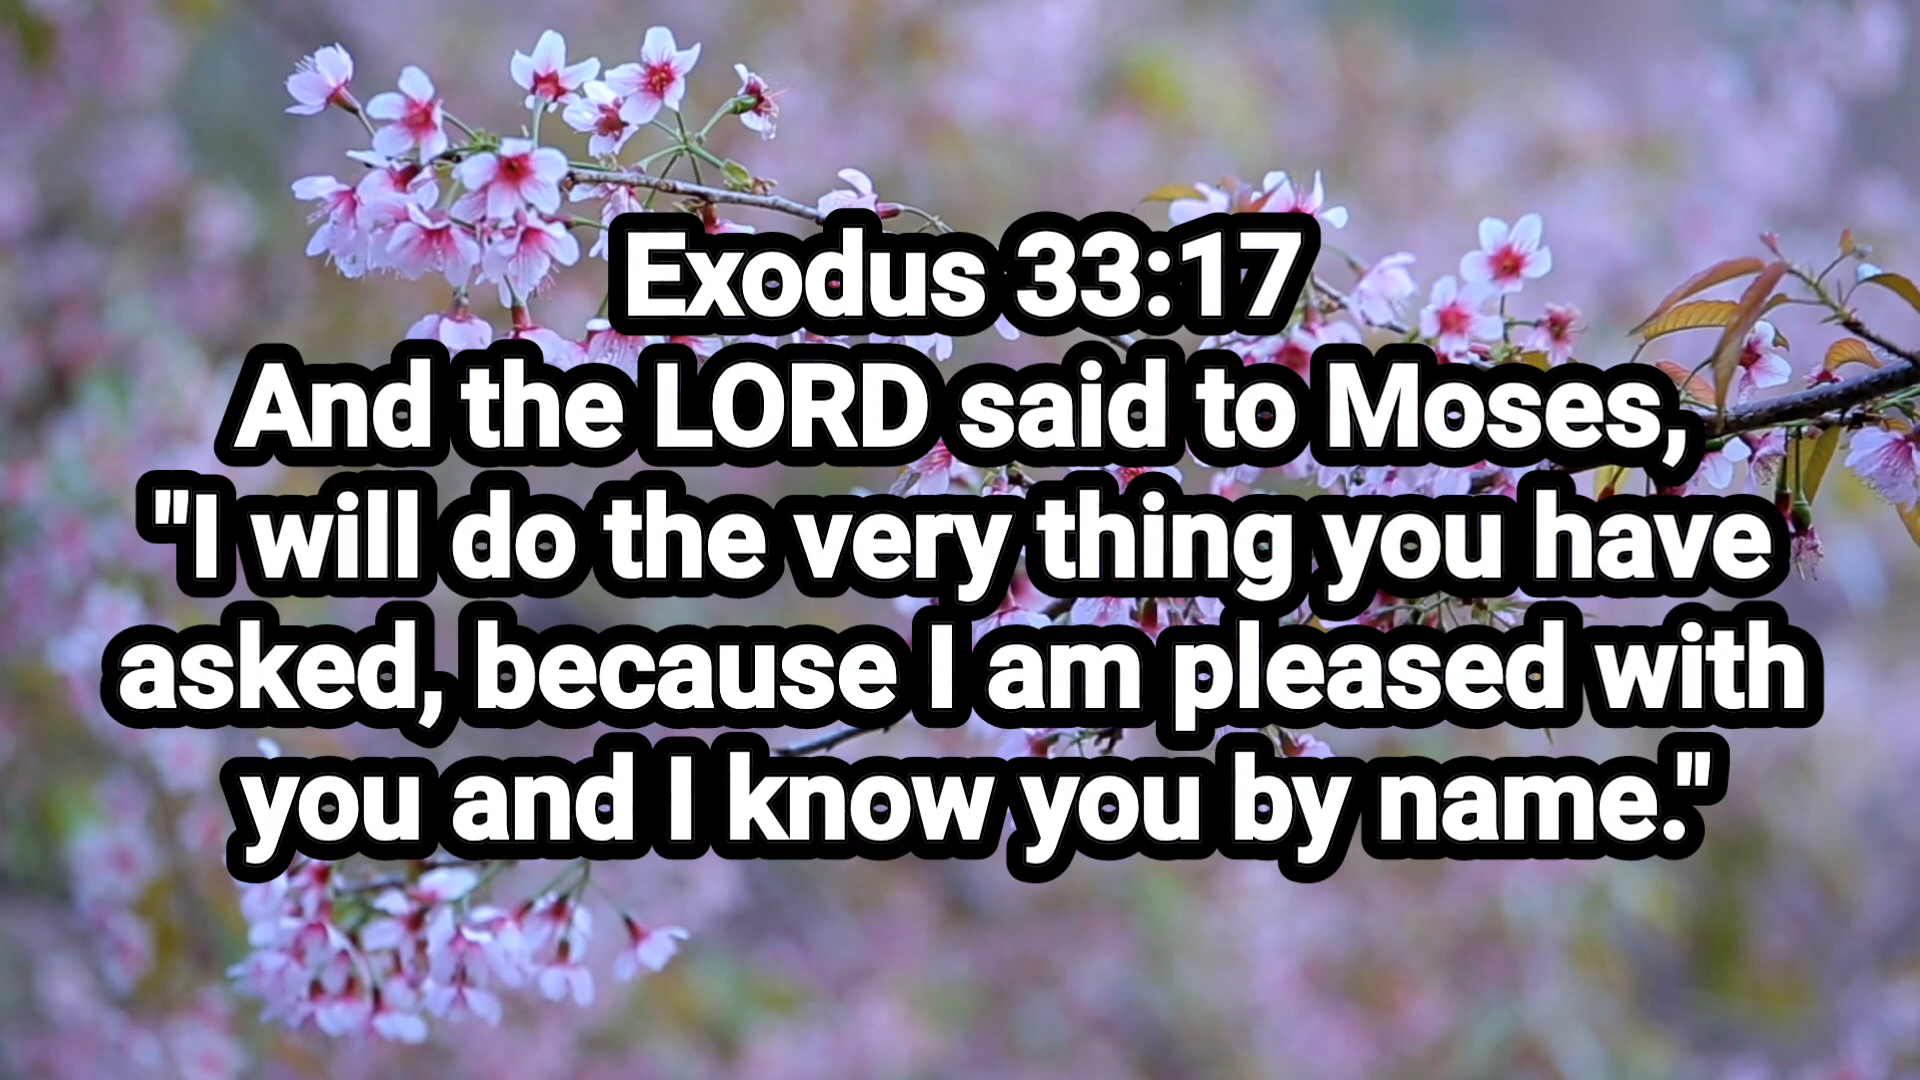 Exodus 33:17
And the LORD said to Moses,
"I will do the very thing you have
asked, because I am pleased with
you and I know you by name."